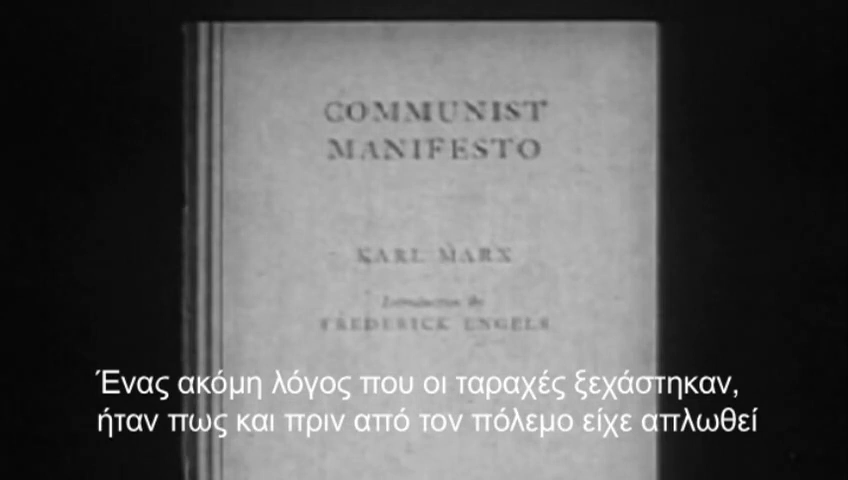 COMMUNIST
MANIFESTO
KARL MARX
Introduction by
FREDERICK ENGELS
Ένας ακόμη λόγος που οι ταραχές ξεχάστηκαν,
ήταν πως και πριν από τον πόλεμο είχε απλωθεί